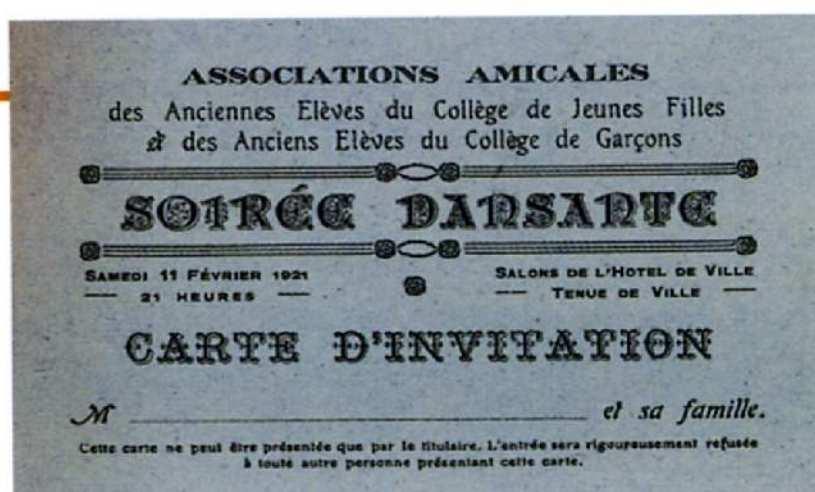 ASSOCIATIONS AMICALES
des Anciennes Elèves du Collège de Jeunes Filles
& des Anciens Elèves du Collège de Garçons
SOIRÉE DANSANTE
SAMEDI 11 FÉVRIER 1921
21 HEURES
SALONS DE L'HOTEL DE VILLE
TENUE DE VILLE
CARTE D'INVITATION
M et sa famille.
Cette carte ne peut être présentée que par le titulaire. L'entrée sera rigoureusement refusée
à toute autre personne présentant cette carte.